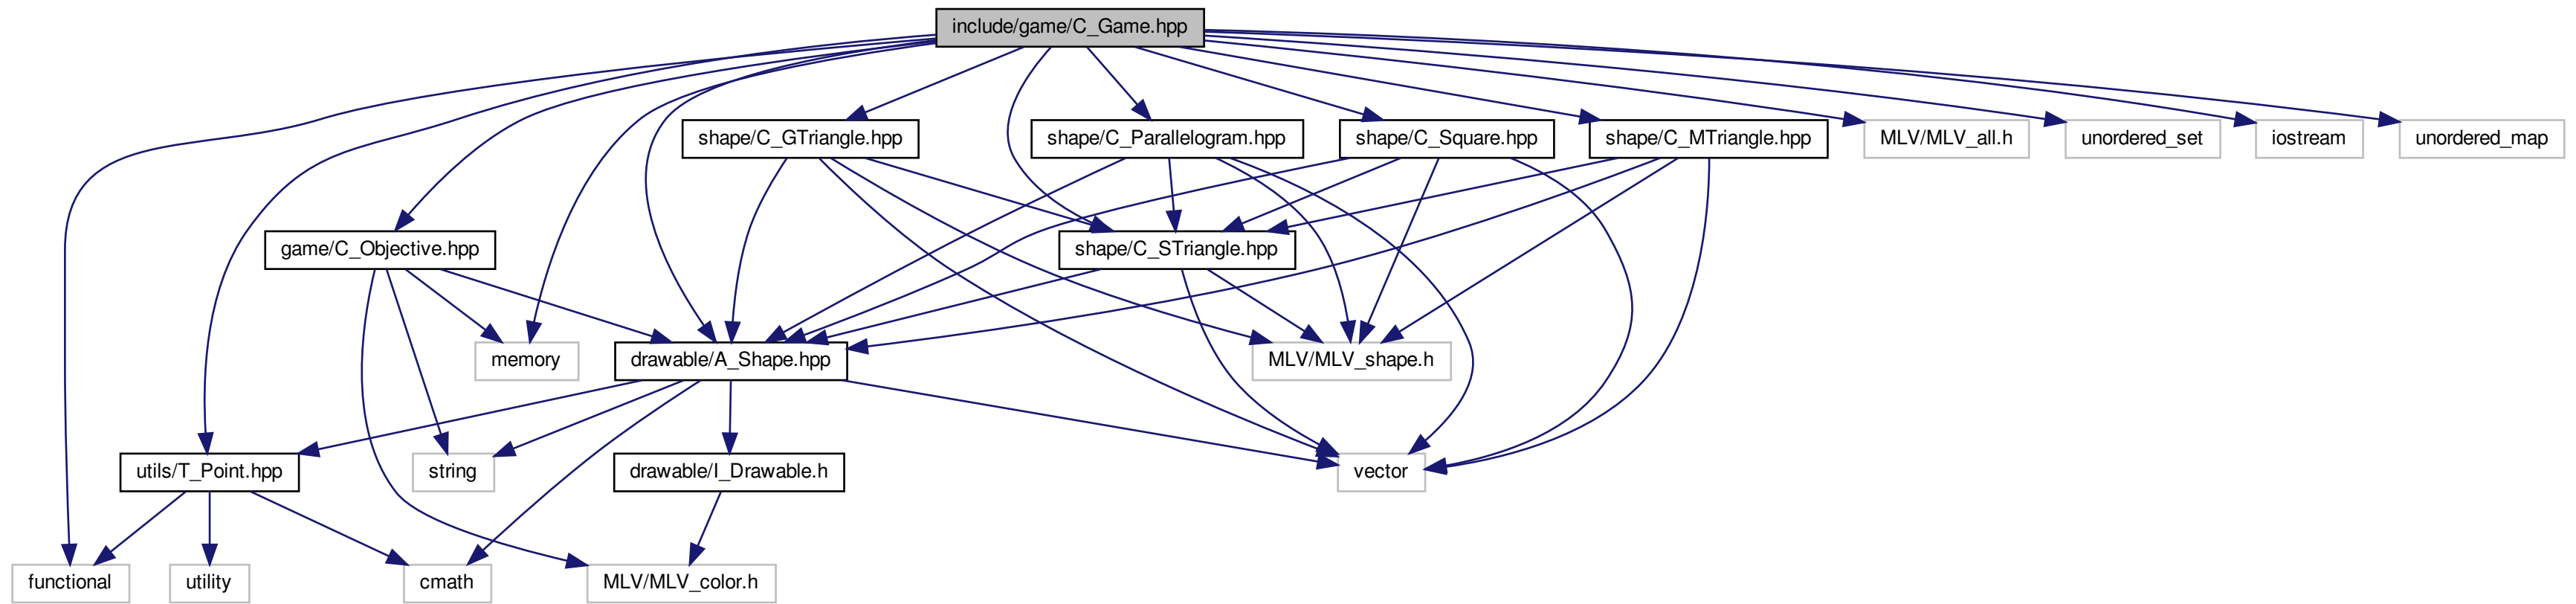 include/game/C_Game.hpp
shape/C_GTriangle.hpp
shape/C_Parallelogram.hpp
shape/C_Square.hpp
shape/C_MTriangle.hpp
MLV/MLV_all.h
unordered_set
iostream
unordered_map
game/C_Objective.hpp
shape/C_STriangle.hpp
memory
drawable/A_Shape.hpp
MLV/MLV_shape.h
utils/T_Point.hpp
string
drawable/I_Drawable.h
vector
functional
utility
cmath
MLV/MLV_color.h